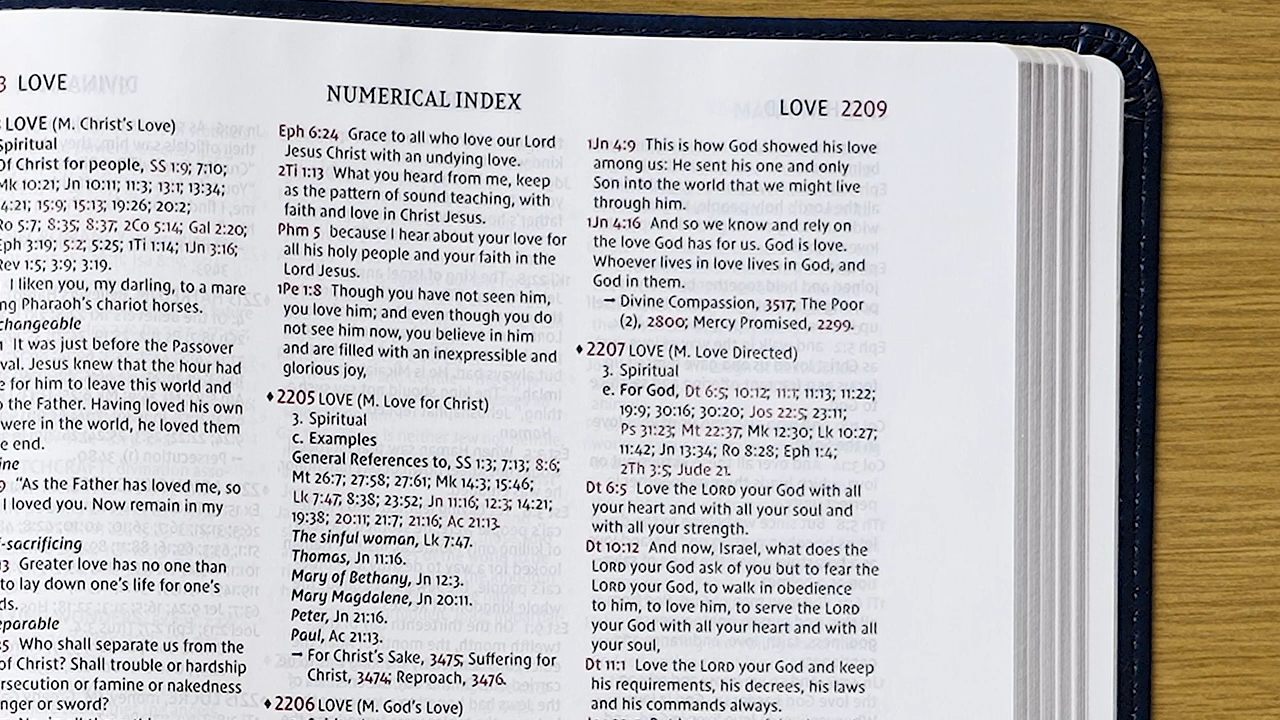 3 LOVE
NUMERICAL INDEX
LOVE 2209
LOVE (M. Christ's Love)
Spiritual
Of Christ for people, SS 1:9; 7:10;
Mk 10:21; Jn 10:11; 11:3; 13:1; 13:34;
4:21; 15:9; 15:13; 19:26; 20:2;
Ro 5:7; 8:35; 8:37; 2Co 5:14; Gal 2:20;
Eph 3:19; 5:2; 5:25; 1Ti 1:14; 1Jn 3:16;
Rev 1:5; 3:9; 3:19.
I liken you, my darling, to a mare
ng Pharaoh's chariot horses.
changeable
It was just before the Passover
val. Jesus knew that the hour had
e for him to leave this world and
o the Father. Having loved his own
were in the world, he loved them
e end.
ine
9 "As the Father has loved me, so
I loved you. Now remain in my
f-sacrificing
13 Greater love has no one than
to lay down one's life for one's
ds.
eparable
35 Who shall separate us from the
of Christ? Shall trouble or hardship
rsecution or famine or nakedness
nger or sword?
Eph 6:24 Grace to all who love our Lord
Jesus Christ with an undying love.
2Ti 1:13 What you heard from me, keep
as the pattern of sound teaching, with
faith and love in Christ Jesus.
Phm 5 because I hear about your love for
all his holy people and your faith in the
Lord Jesus.
1Pe 1:8 Though you have not seen him,
you love him; and even though you do
not see him now, you believe in him
and are filled with an inexpressible and
glorious joy,
♦2205 LOVE (M. Love for Christ)
3. Spiritual
c. Examples
General References to, SS 1:3; 7:13; 8:6;
Mt 26:7; 27:58; 27:61; Mk 14:3; 15:46;
Lk 7:47; 8:38; 23:52; Jn 11:16; 12:3; 14:21;
19:38; 20:11; 21:7; 21:16; Ac 21:13.
The sinful woman, Lk 7:47.
Thomas, Jn 11:16.
Mary of Bethany, Jn 12:3.
Mary Magdalene, Jn 20:11.
Peter, Jn 21:16.
Paul, Ac 21:13.
→ For Christ's Sake, 3475; Suffering for
Christ, 3474; Reproach, 3476.
♦2206 LOVE (M. God's Love)
1Jn 4:9 This is how God showed his love
among us: He sent his one and only
Son into the world that we might live
through him.
1Jn 4:16 And so we know and rely on
the love God has for us. God is love.
Whoever lives in love lives in God, and
God in them.
→ Divine Compassion, 3517; The Poor
(2), 2800; Mercy Promised, 2299.
♦2207 LOVE (M. Love Directed)
3. Spiritual
e. For God, Dt 6:5; 10:12; 11:1; 11:13; 11:22;
19:9; 30:16; 30:20; Jos 22:5; 23:11;
Ps 31:23; Mt 22:37; Mk 12:30; Lk 10:27;
11:42; Jn 13:34; Ro 8:28; Eph 1:4;
2Th 3:5; Jude 21.
Dt 6:5 Love the LORD your God with all
your heart and with all your soul and
with all your strength.
Dt 10:12 And now, Israel, what does the
LORD your God ask of you but to fear the
LORD your God, to walk in obedience
to him, to love him, to serve the LORD
your God with all your heart and with all
your soul,
Dt 11:1 Love the LORD your God and keep
his requirements, his decrees, his laws
and his commands always.